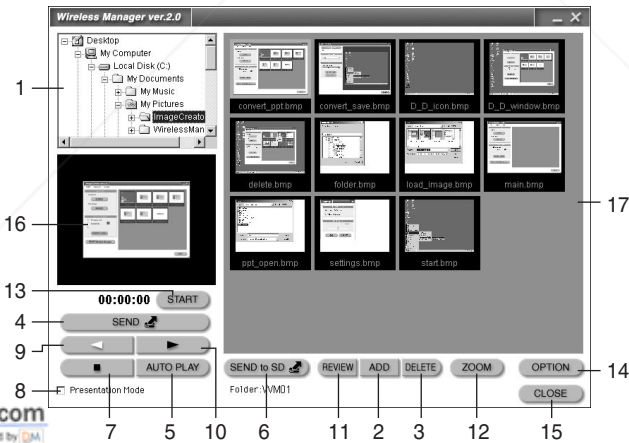 Wireless Manager ver.2.0
Desktop
My Computer
Local Disk (C:)
My Documents
My Music
My Pictures
ImageCreato
WirelessMan
1
convert_ppt.bmp convert_save.bmp D_D_icon.bmp D_D_window.bmp
delete.bmp folder.bmp load_image.bmp main.bmp
ppt_open.bmp settings.bmp start.bmp
16
17
13
00:00:00 START
4
SEND
9
AUTO PLAY SEND to SD REVIEW ADD DELETE ZOOM OPTION
14
8
Presentation Mode
Folder:VVM01
CLOSE
7 5 10 6 11 2 3 12 15
com